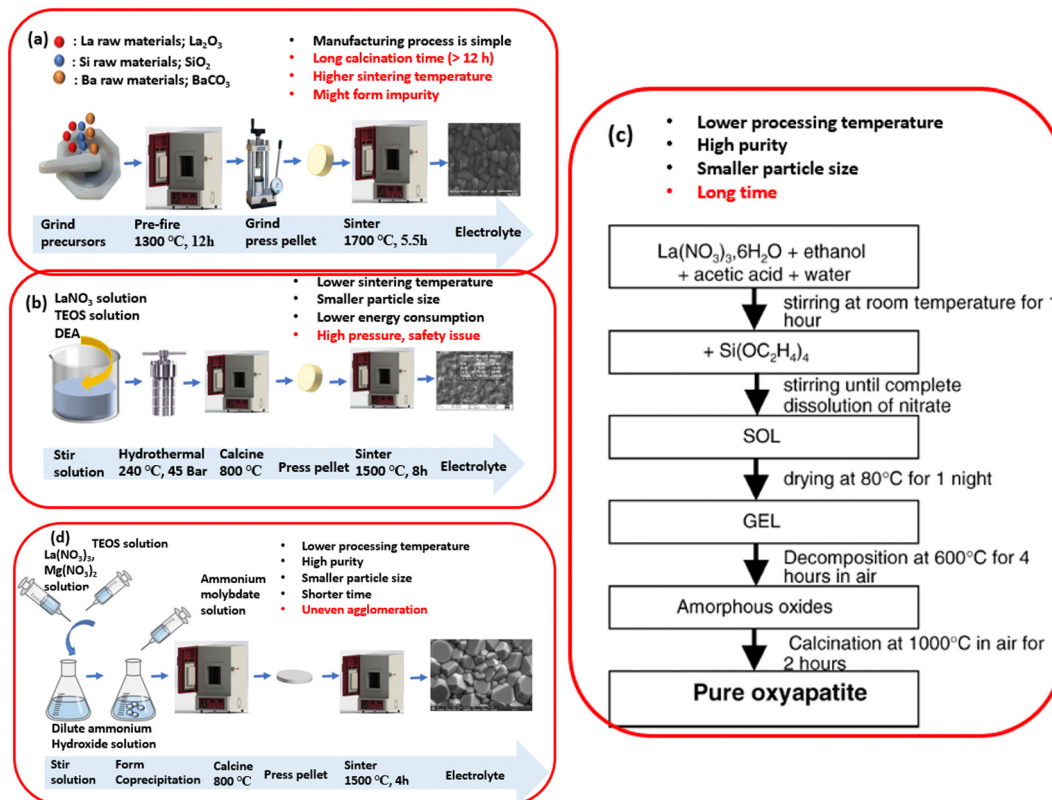 (a)
: La raw materials; La₂O₃
: Si raw materials; SiO₂
: Ba raw materials; BaCO₃
• Manufacturing process is simple
• Long calcination time (> 12 h)
• Higher sintering temperature
• Might form impurity
Grind precursors
Pre-fire
1300 °C, 12h
Grind
press pellet
Sinter
1700 °C, 5.5h
Electrolyte
(b)
LaNO₃ solution
TEOS solution
DEA
• Lower sintering temperature
• Smaller particle size
• Lower energy consumption
• High pressure, safety issue
Stir
solution
Hydrothermal
240 °C, 45 Bar
Calcine
800 °C
Press pellet
Sinter
1500 °C, 8h
Electrolyte
(d)
TEOS solution
La(NO₃)₃,
Mg(NO₃)₂
solution
Ammonium
molybdate
solution
• Lower processing temperature
• High purity
• Smaller particle size
• Shorter time
• Uneven agglomeration
Dilute ammonium
Hydroxide solution
Stir
solution
Form
Coprecipitation
Calcine
800 °C
Press pellet
Sinter
1500 °C, 4h
Electrolyte
(c)
• Lower processing temperature
• High purity
• Smaller particle size
• Long time
La(NO₃)₃,6H₂O + ethanol
+ acetic acid + water
stirring at room temperature for 1
hour
+ Si(OC₂H₄)₄
stirring until complete
dissolution of nitrate
SOL
drying at 80°C for 1 night
GEL
Decomposition at 600°C for 4
hours in air
Amorphous oxides
Calcination at 1000°C in air for
2 hours
Pure oxyapatite